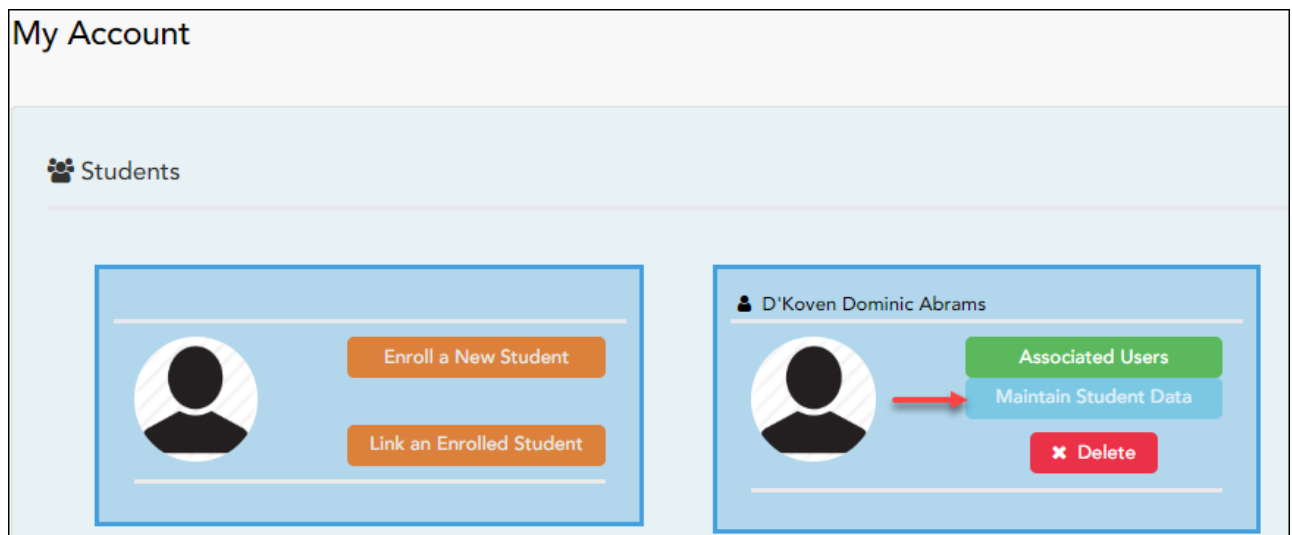 My Account
Students
Enroll a New Student
Link an Enrolled Student
D'Koven Dominic Abrams
Associated Users
Maintain Student Data
Delete